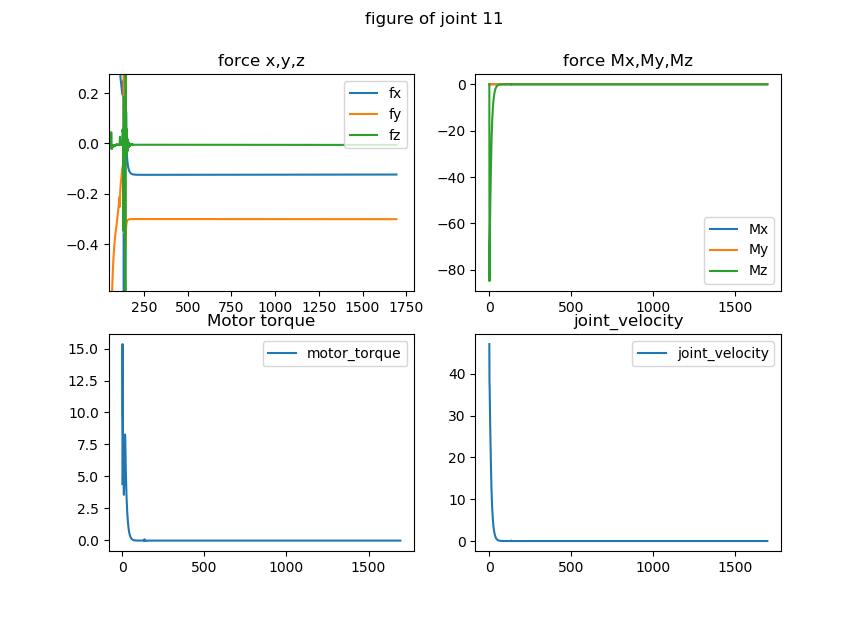 figure of joint 11
force x,y,z
force Mx,My,Mz
0.2
0.0
−0.2
−0.4
fx
fy
fz
250 500 750 1000 1250 1500 1750
0
−20
−40
−60
−80
Mx
My
Mz
0 500 1000 1500
Motor torque
joint_velocity
15.0
12.5
10.0
7.5
5.0
2.5
0.0
motor_torque
0 500 1000 1500
40
30
20
10
0
joint_velocity
0 500 1000 1500